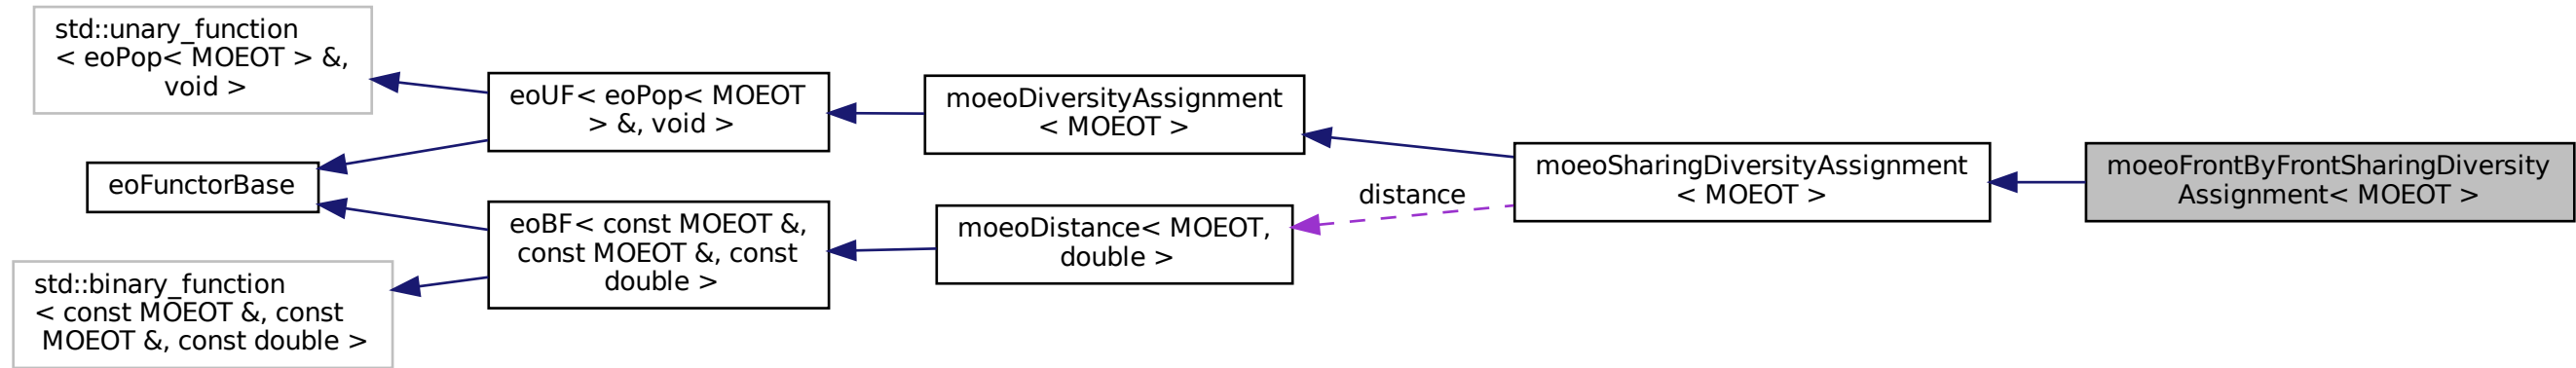 std::unary_function
< eoPop< MOEOT > &,
void >
eoFunctorBase
std::binary_function
< const MOEOT &, const
MOEOT &, const double >
eoUF< eoPop< MOEOT
> &, void >
eoBF< const MOEOT &,
const MOEOT &, const
double >
moeoDiversityAssignment
< MOEOT >
moeoDistance< MOEOT,
double >
distance
moeoSharingDiversityAssignment
< MOEOT >
moeoFrontByFrontSharingDiversity
Assignment< MOEOT >